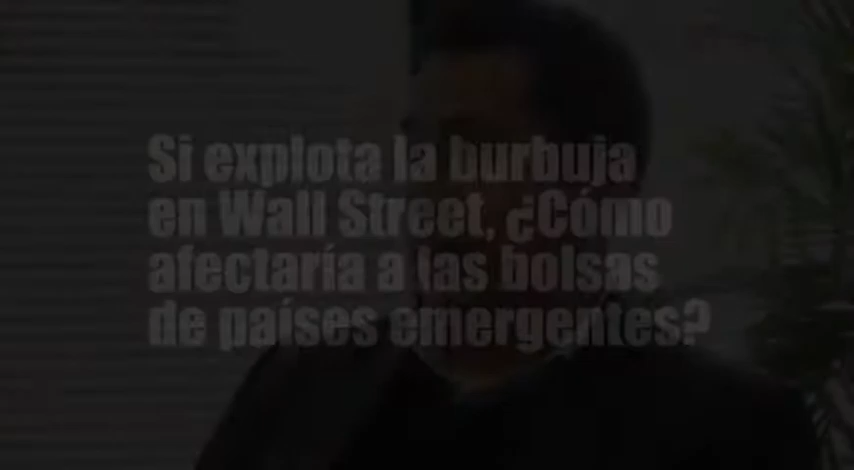 Si explota la burbuja
en Wall Street, ¿Cómo
afectaría a las bolsas
de países emergentes?